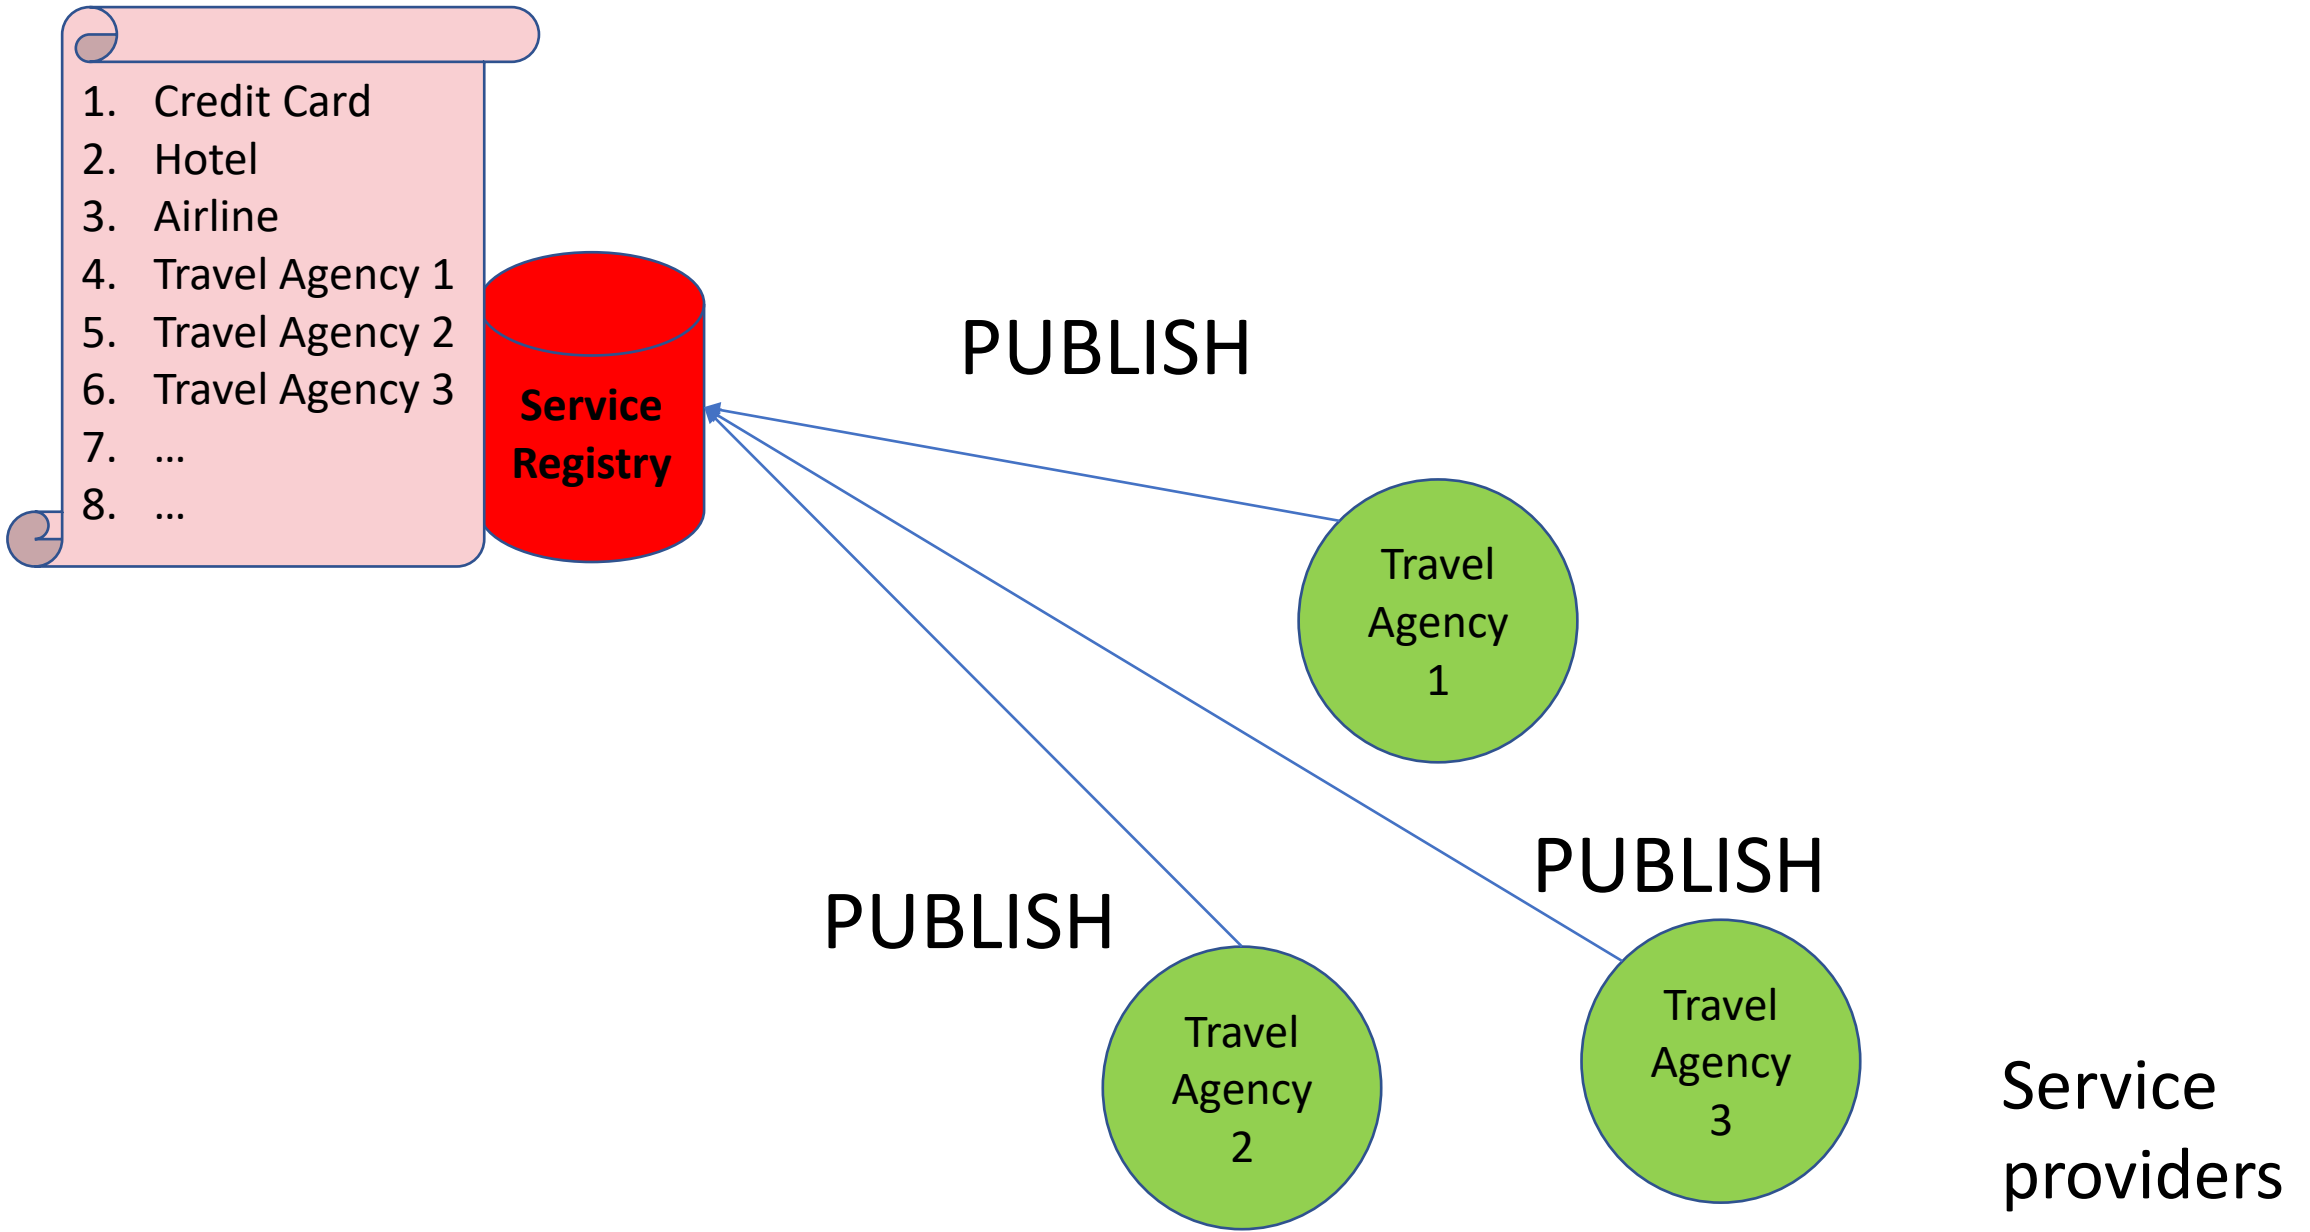 1. Credit Card
2. Hotel
3. Airline
4. Travel Agency 1
5. Travel Agency 2
6. Travel Agency 3
7. ...
8. ...
Service
Registry
PUBLISH
Travel
Agency
1
PUBLISH
PUBLISH
Travel
Agency
2
Travel
Agency
3
Service
providers